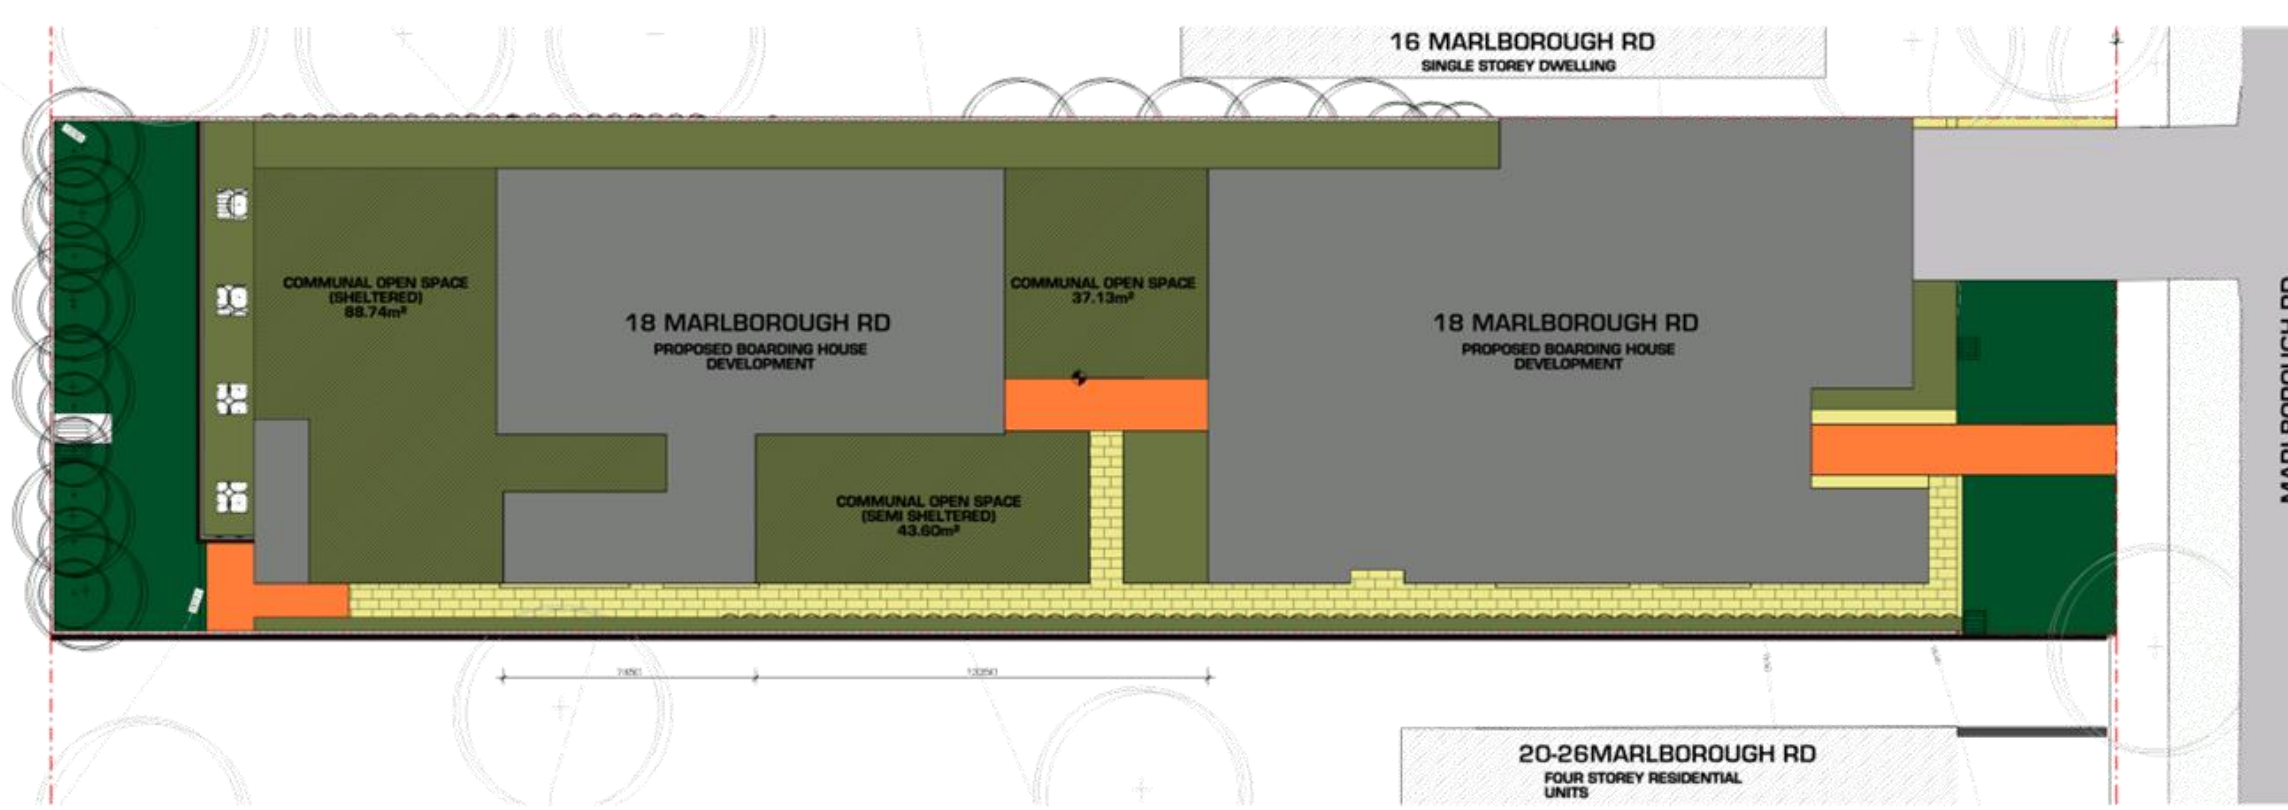 16 MARLBOROUGH RD
SINGLE STOREY DWELLING
COMMUNAL OPEN SPACE
(SHELTERED)
88.74m²
18 MARLBOROUGH RD
PROPOSED BOARDING HOUSE
DEVELOPMENT
COMMUNAL OPEN SPACE
37.13m²
18 MARLBOROUGH RD
PROPOSED BOARDING HOUSE
DEVELOPMENT
COMMUNAL OPEN SPACE
(SEMI SHELTERED)
43.60m²
MARLBOROUGH RD
20-26MARLBOROUGH RD
FOUR STOREY RESIDENTIAL
UNITS